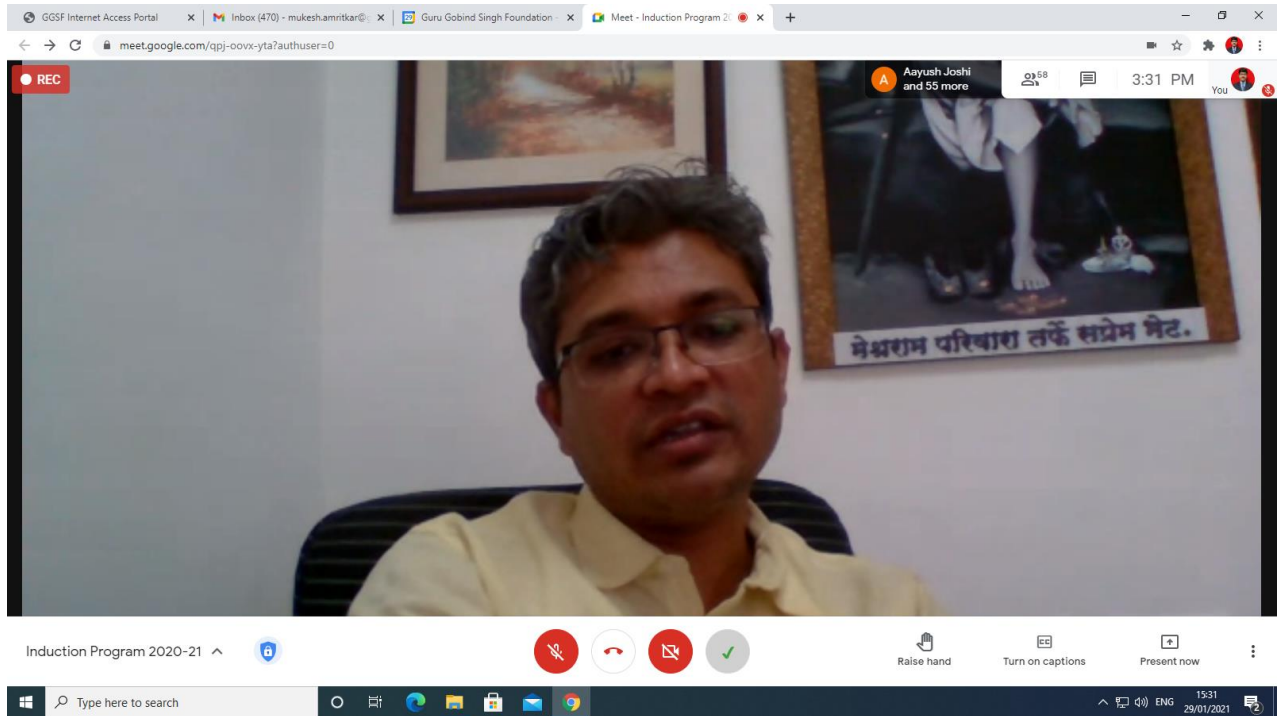 GGSF Internet Access Portal
Inbox (470) - mukesh.amritkar@
Guru Gobind Singh Foundation -
Meet - Induction Program 2
meet.google.com/qpj-oovx-yta?authuser=0
REC
A
Aayush Joshi
and 55 more
58
3:31 PM
You
मेश्राम परिवारा तर्फे सप्रेम भेट.
Induction Program 2020-21
Raise hand
CC
Turn on captions
Present now
Type here to search
ENG
15:31
29/01/2021
2